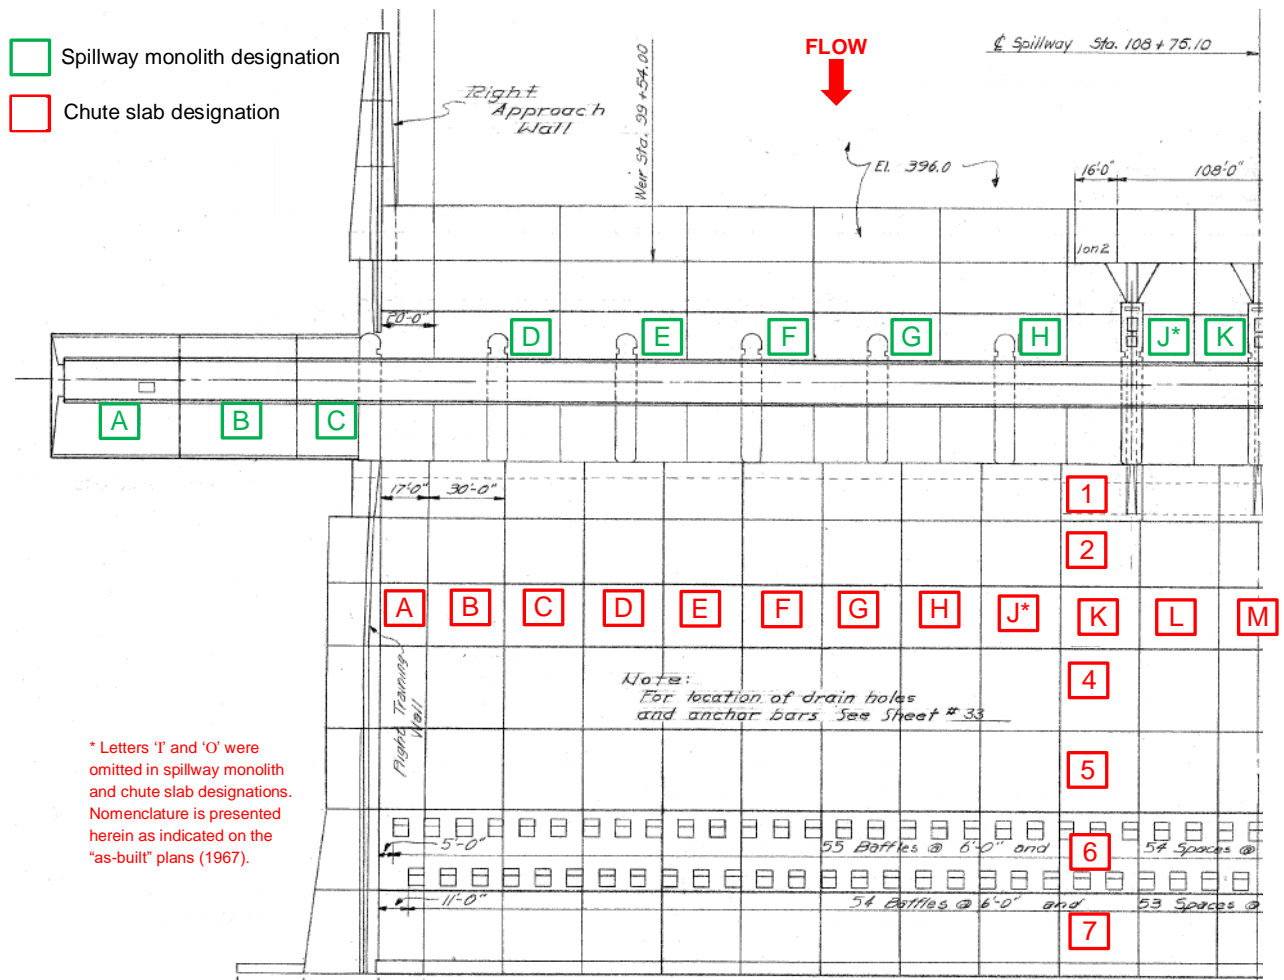 Spillway monolith designation
Chute slab designation
FLOW
₵ Spillway Sta. 108 + 75.10
Right
Approach
Wall
Weir Sta. 99 + 54.00
El. 396.0
16'-0"
108'-0"
1 on 2
20'-0"
D
E
F
G
H
J*
K
A
B
C
17'-0"
30'-0"
1
2
A
B
C
D
E
F
G
H
J*
K
L
M
Right Training
Wall
Note:
For location of drain holes
and anchor bars See Sheet # 33
4
5
* Letters ‘I’ and ‘O’ were
omitted in spillway monolith
and chute slab designations.
Nomenclature is presented
herein as indicated on the
“as-built” plans (1967).
5'-0"
55 Baffles @ 6'-0" and
54 Spaces @
6
11'-0"
54 Baffles @ 6'-0" and
53 Spaces @
7